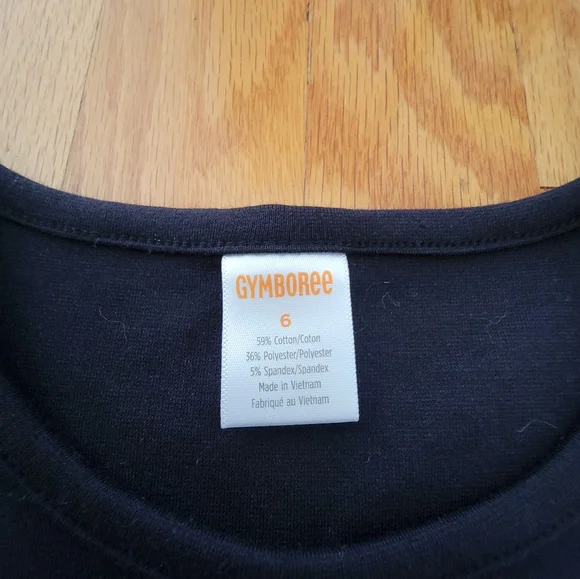 GYMBOREE
6
59% Cotton/Coton
36% Polyester/Polyester
5% Spandex/Spandex
Made in Vietnam
Fabriqué au Vietnam